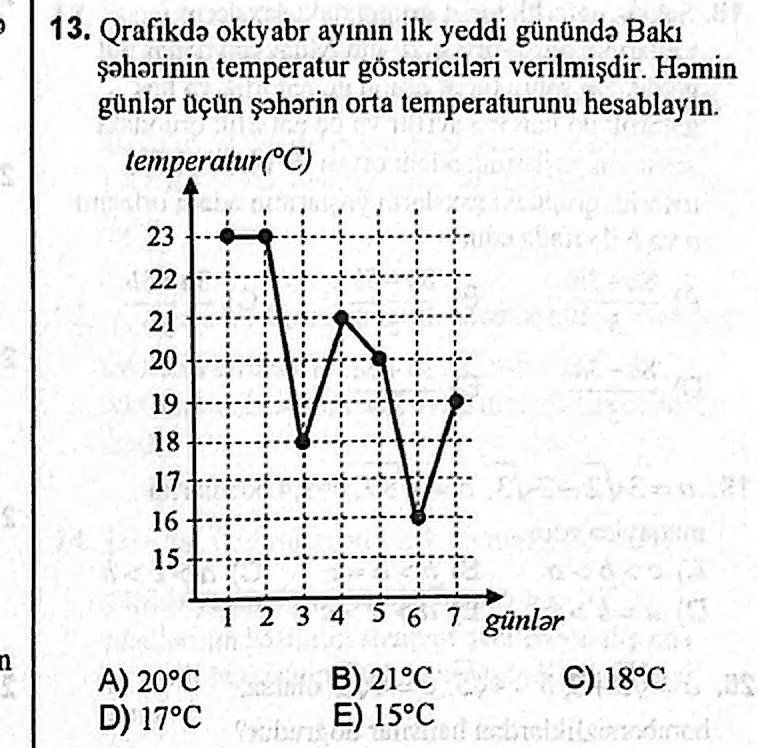 13. Qrafikdə oktyabr ayının ilk yeddi günündə Bakı
şəhərinin temperatur göstəriciləri verilmişdir. Həmin
günlər üçün şəhərin orta temperaturunu hesablayın.
temperatur(°C)
23
22
21
20
19
18
17
16
15
1 2 3 4 5 6 7 günlər
A) 20°C B) 21°C C) 18°C
D) 17°C E) 15°C